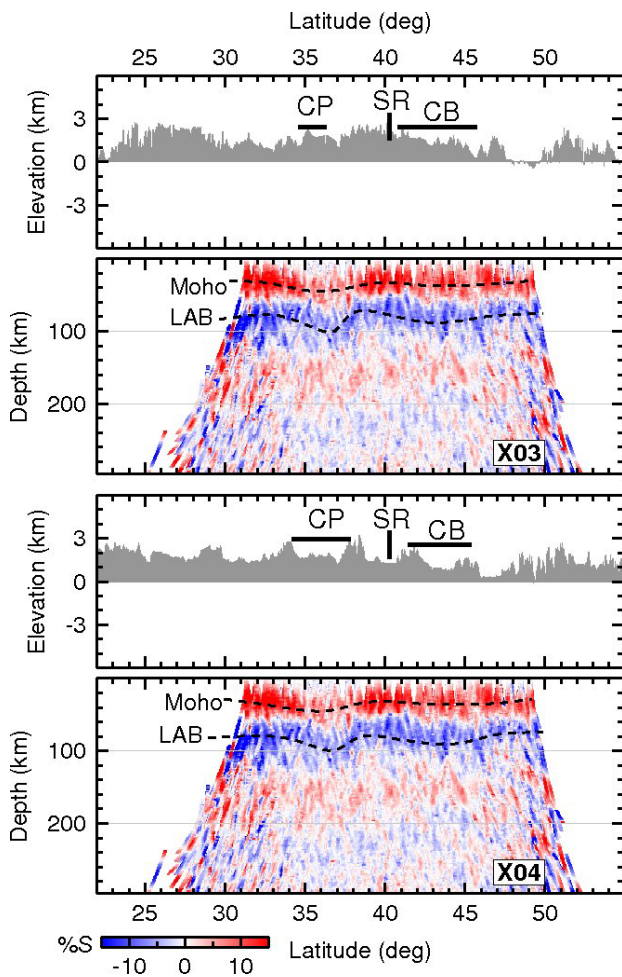 Latitude (deg)
25 30 35 40 45 50
Elevation (km)
3
0
-3
CP
SR
CB
Depth (km)
100
200
Moho
LAB
X03
Elevation (km)
3
0
-3
CP
SR
CB
Depth (km)
100
200
Moho
LAB
X04
25 30 35 40 45 50
%S
-10 0 10
Latitude (deg)